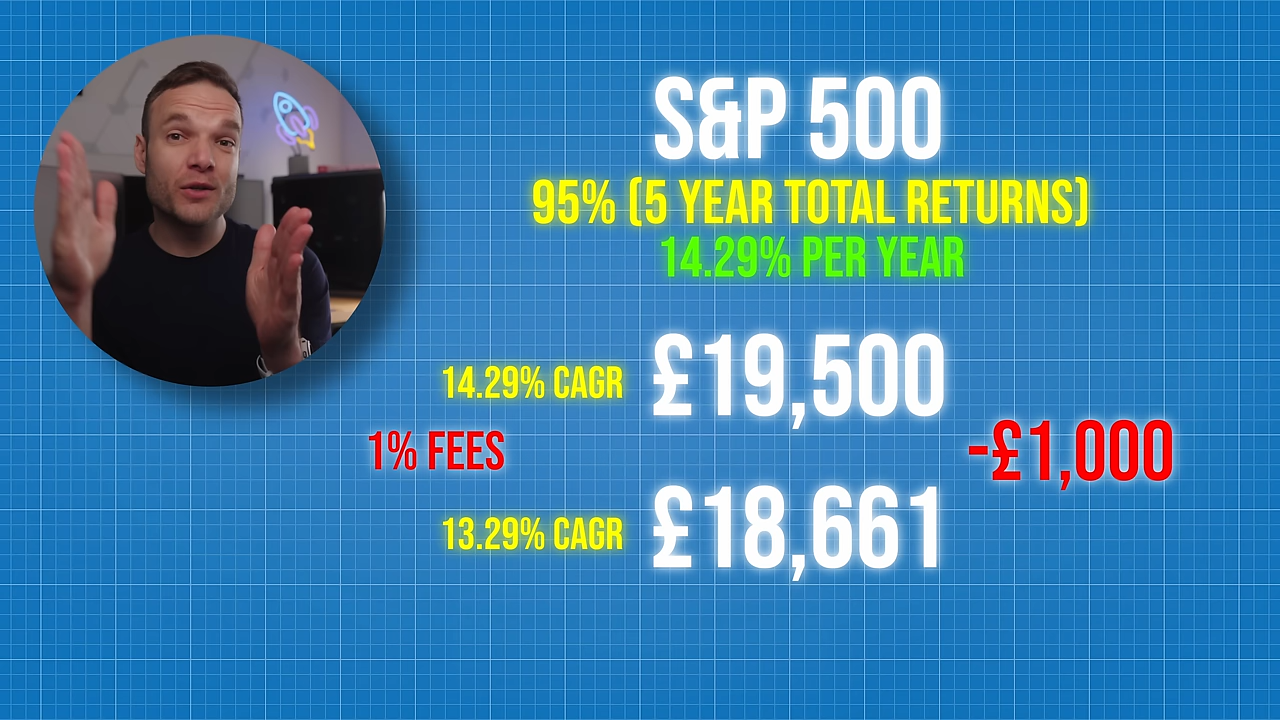 S&P 500
95% (5 YEAR TOTAL RETURNS)
14.29% PER YEAR
14.29% CAGR £19,500
1% FEES -£1,000
13.29% CAGR £18,661